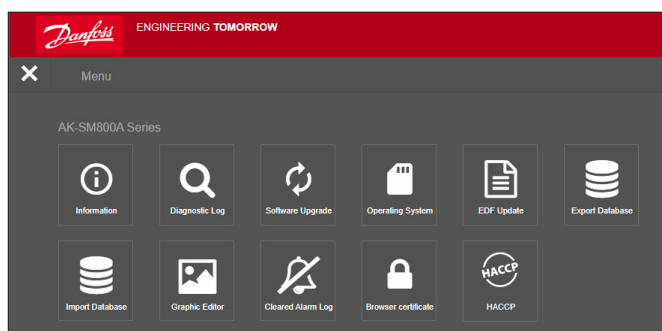 Danfoss
ENGINEERING TOMORROW
Menu
AK-SM800A Series
Information
Diagnostic Log
Software Upgrade
Operating System
EDF Update
Export Database
HACCP
Import Database
Graphic Editor
Cleared Alarm Log
Browser certificate
HACCP